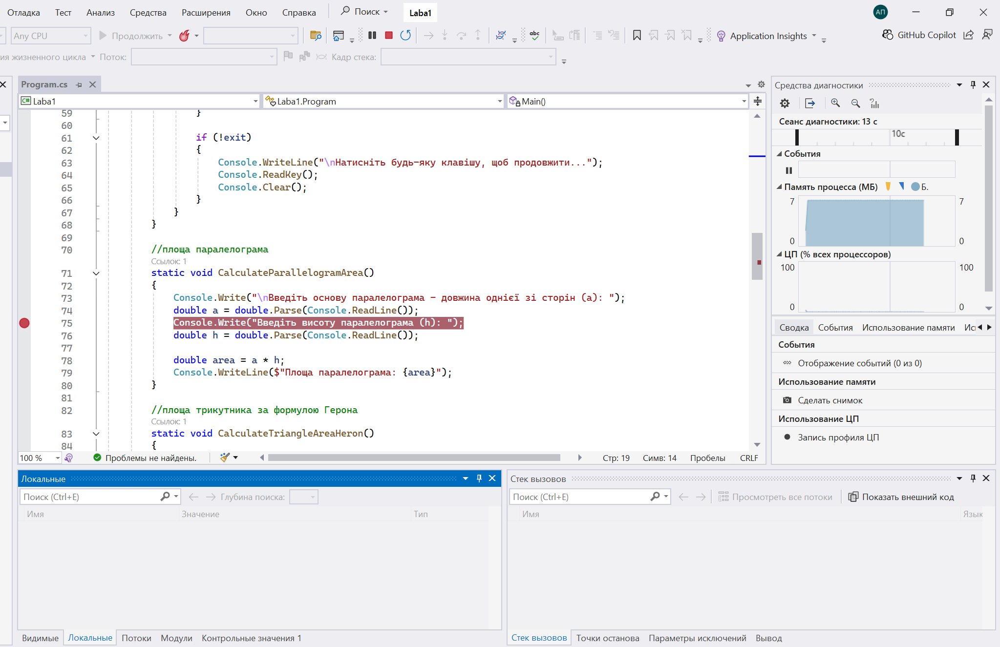 Отладка Тест Анализ Средства Расширения Окно Справка Поиск Laba1 АП
Any CPU Продолжить abc Application Insights GitHub Copilot
ия жизненного цикла Поток: Кадр стека:
Program.cs
Laba1 Laba1.Program Main()
59 }
60
61 if (!exit)
62 {
63 Console.WriteLine("\nНатисніть будь-яку клавішу, щоб продовжити...");
64 Console.ReadKey();
65 Console.Clear();
66 }
67 }
68 }
69
70 //площа паралелограма
Ссылок: 1
71 static void CalculateParallelogramArea()
72 {
73 Console.Write("\nВведіть основу паралелограма - довжина однієї зі сторін (a): ");
74 double a = double.Parse(Console.ReadLine());
75 Console.Write("Введіть висоту паралелограма (h): ");
76 double h = double.Parse(Console.ReadLine());
77
78 double area = a * h;
79 Console.WriteLine($"Площа паралелограма: {area}");
80 }
81
82 //площа трикутника за формулою Герона
Ссылок: 1
83 static void CalculateTriangleAreaHeron()
84 {
100 % Проблемы не найдены. Стр: 19 Симв: 14 Пробелы CRLF
Средства диагностики
Сеанс диагностики: 13 с
10с
События
Память процесса (МБ) Б.
7 7
0 0
ЦП (% всех процессоров)
100 100
0 0
Сводка События Использование памяти Ис
События
Отображение событий (0 из 0)
Использование памяти
Сделать снимок
Использование ЦП
Запись профиля ЦП
Локальные
Поиск (Ctrl+E) Глубина поиска:
Имя Значение Тип
Видимые Локальные Потоки Модули Контрольные значения 1
Стек вызовов
Поиск (Ctrl+E) Просмотреть все потоки Показать внешний код
Имя Язык
Стек вызовов Точки останова Параметры исключений Вывод